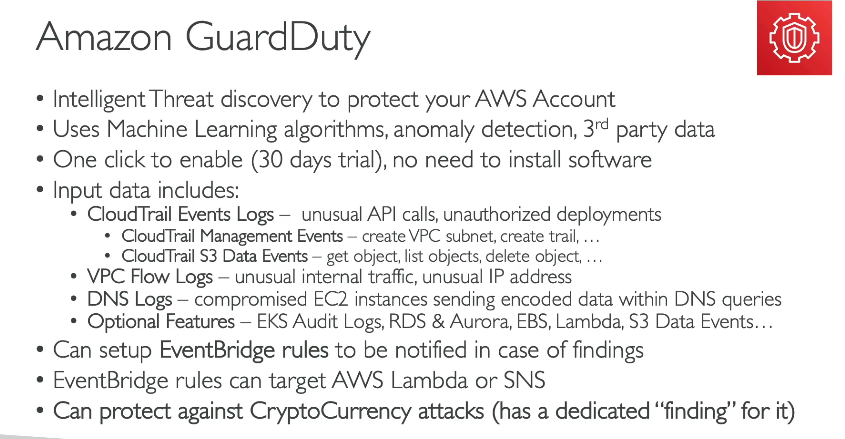 Amazon GuardDuty
• Intelligent Threat discovery to protect your AWS Account
• Uses Machine Learning algorithms, anomaly detection, 3rd party data
• One click to enable (30 days trial), no need to install software
• Input data includes:
• CloudTrail Events Logs – unusual API calls, unauthorized deployments
• CloudTrail Management Events – create VPC subnet, create trail, …
• CloudTrail S3 Data Events – get object, list objects, delete object, …
• VPC Flow Logs – unusual internal traffic, unusual IP address
• DNS Logs – compromised EC2 instances sending encoded data within DNS queries
• Optional Features – EKS Audit Logs, RDS & Aurora, EBS, Lambda, S3 Data Events…
• Can setup EventBridge rules to be notified in case of findings
• EventBridge rules can target AWS Lambda or SNS
• Can protect against CryptoCurrency attacks (has a dedicated “finding” for it)